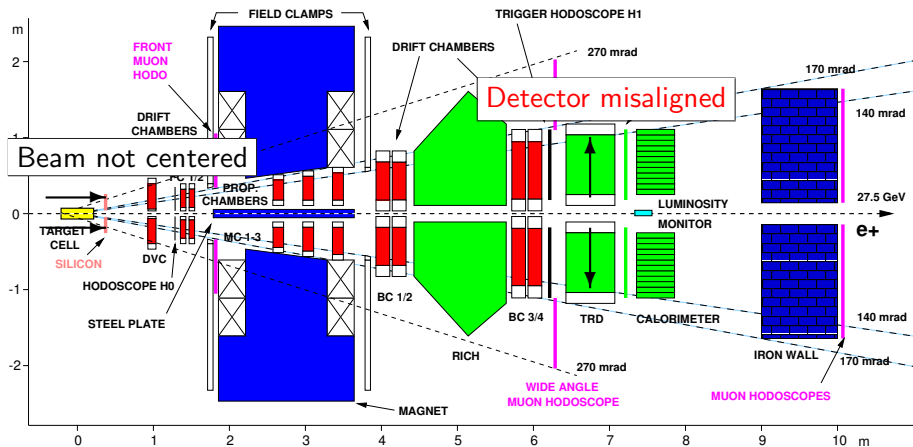 FIELD CLAMPS
TRIGGER HODOSCOPE H1
m
DRIFT CHAMBERS
270 mrad
FRONT
MUON
HODO
2
170 mrad
Detector misaligned
140 mrad
DRIFT
CHAMBERS
1
Beam not centered
FC 1/2
PROP.
CHAMBERS
27.5 GeV
LUMINOSITY
MONITOR
0
e+
TARGET
CELL
SILICON
DVC
MC 1-3
HODOSCOPE H0
STEEL PLATE
-1
BC 1/2
BC 3/4
TRD
CALORIMETER
140 mrad
RICH
IRON WALL
170 mrad
270 mrad
-2
WIDE ANGLE
MUON HODOSCOPE
MUON HODOSCOPES
MAGNET
0 1 2 3 4 5 6 7 8 9 10 m